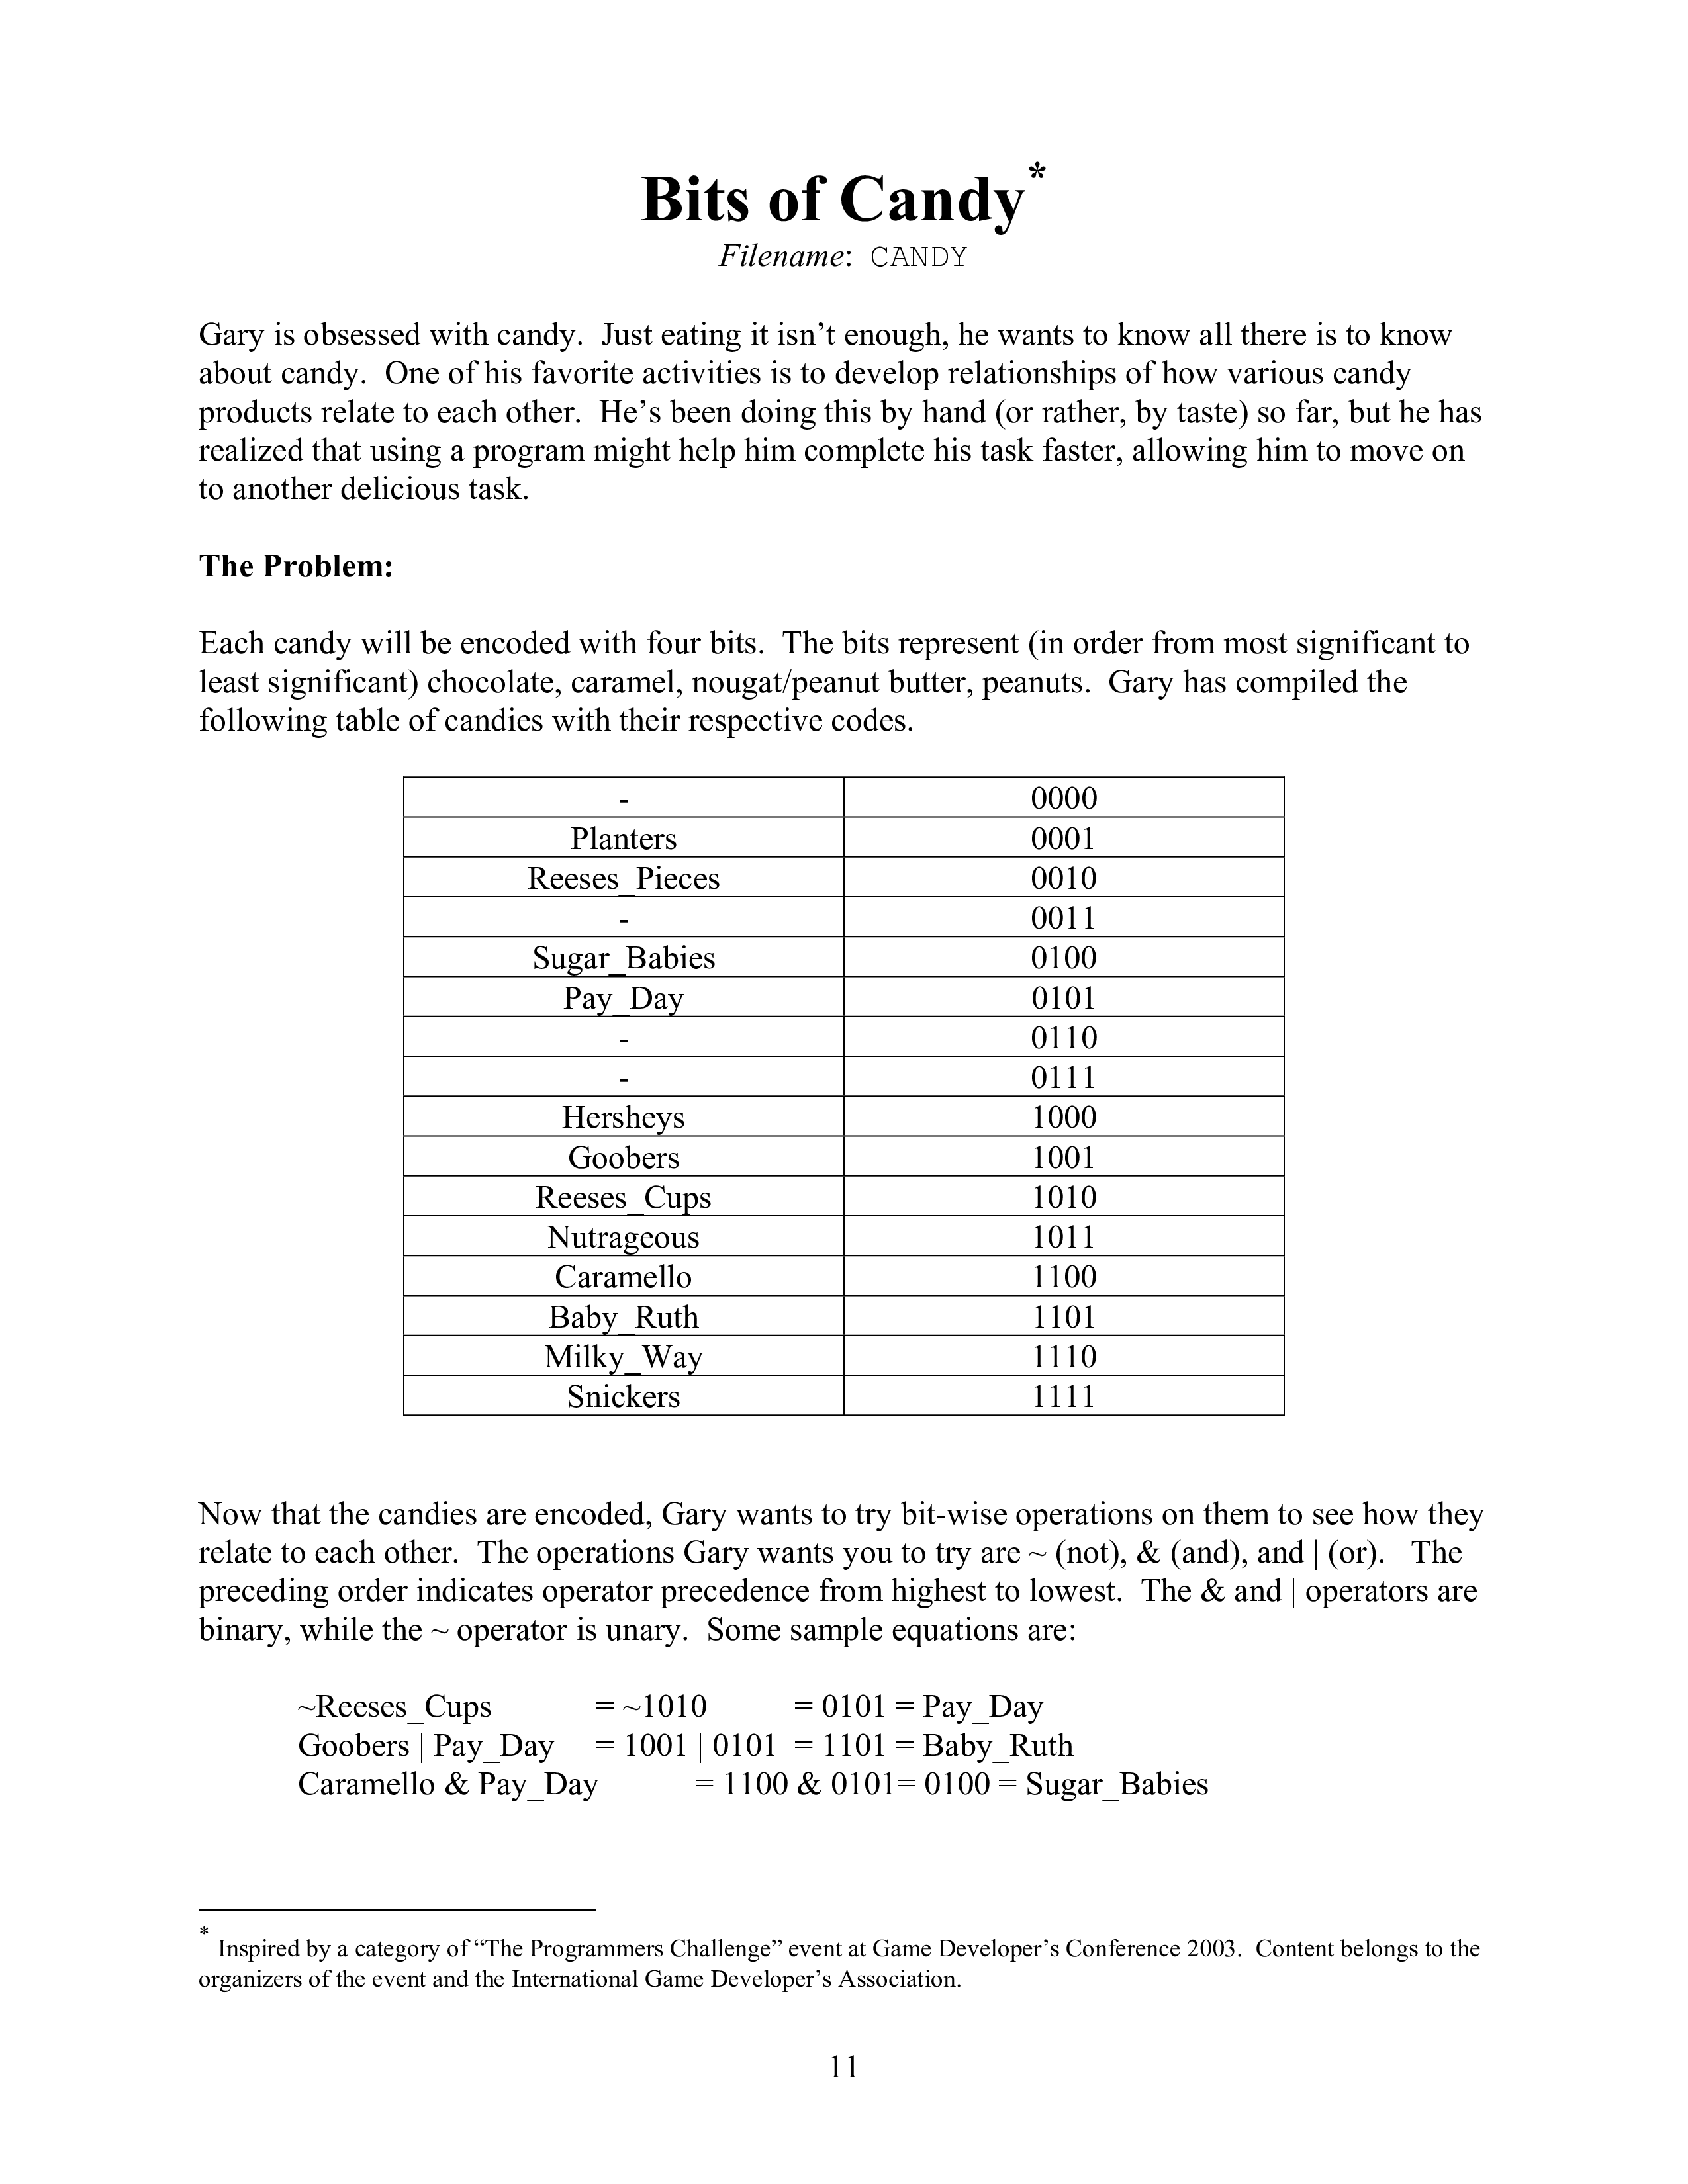 Bits of Candy*
Filename: CANDY
Gary is obsessed with candy. Just eating it isn’t enough, he wants to know all there is to know
about candy. One of his favorite activities is to develop relationships of how various candy
products relate to each other. He’s been doing this by hand (or rather, by taste) so far, but he has
realized that using a program might help him complete his task faster, allowing him to move on
to another delicious task.
The Problem:
Each candy will be encoded with four bits. The bits represent (in order from most significant to
least significant) chocolate, caramel, nougat/peanut butter, peanuts. Gary has compiled the
following table of candies with their respective codes.
- 0000
Planters 0001
Reeses_Pieces 0010
- 0011
Sugar_Babies 0100
Pay_Day 0101
- 0110
- 0111
Hersheys 1000
Goobers 1001
Reeses_Cups 1010
Nutrageous 1011
Caramello 1100
Baby_Ruth 1101
Milky_Way 1110
Snickers 1111
Now that the candies are encoded, Gary wants to try bit-wise operations on them to see how they
relate to each other. The operations Gary wants you to try are ~ (not), & (and), and | (or). The
preceding order indicates operator precedence from highest to lowest. The & and | operators are
binary, while the ~ operator is unary. Some sample equations are:
~Reeses_Cups = ~1010 = 0101 = Pay_Day
Goobers | Pay_Day = 1001 | 0101 = 1101 = Baby_Ruth
Caramello & Pay_Day = 1100 & 0101= 0100 = Sugar_Babies
* Inspired by a category of “The Programmers Challenge” event at Game Developer’s Conference 2003. Content belongs to the
organizers of the event and the International Game Developer’s Association.
11